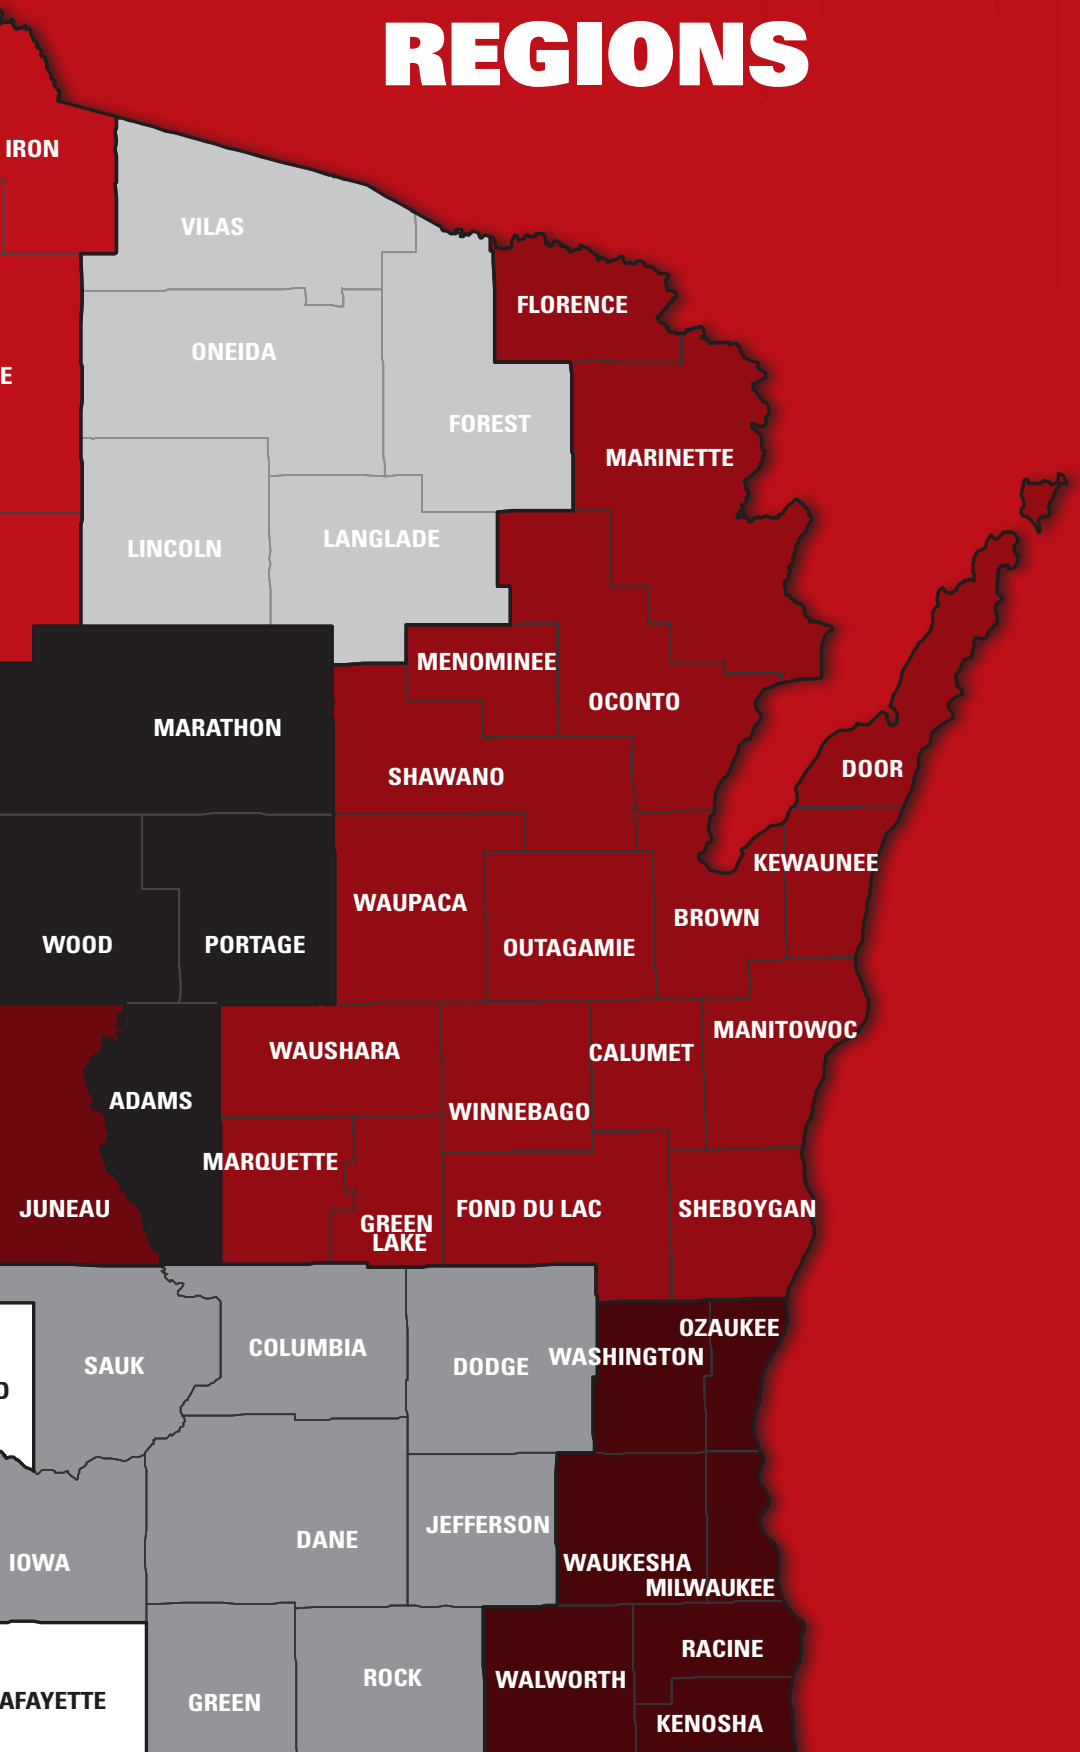 REGIONS
IRON
VILAS
FLORENCE
ONEIDA
E
FOREST
MARINETTE
LANGLADE
LINCOLN
MENOMINEE
OCONTO
MARATHON
DOOR
SHAWANO
KEWAUNEE
WAUPACA
BROWN
WOOD
PORTAGE
OUTAGAMIE
MANITOWOC
WAUSHARA
CALUMET
ADAMS
WINNEBAGO
MARQUETTE
JUNEAU
FOND DU LAC
SHEBOYGAN
GREEN
LAKE
OZAUKEE
COLUMBIA
WASHINGTON
SAUK
DODGE
D
JEFFERSON
DANE
IOWA
WAUKESHA
MILWAUKEE
RACINE
ROCK
WALWORTH
AFAYETTE
GREEN
KENOSHA